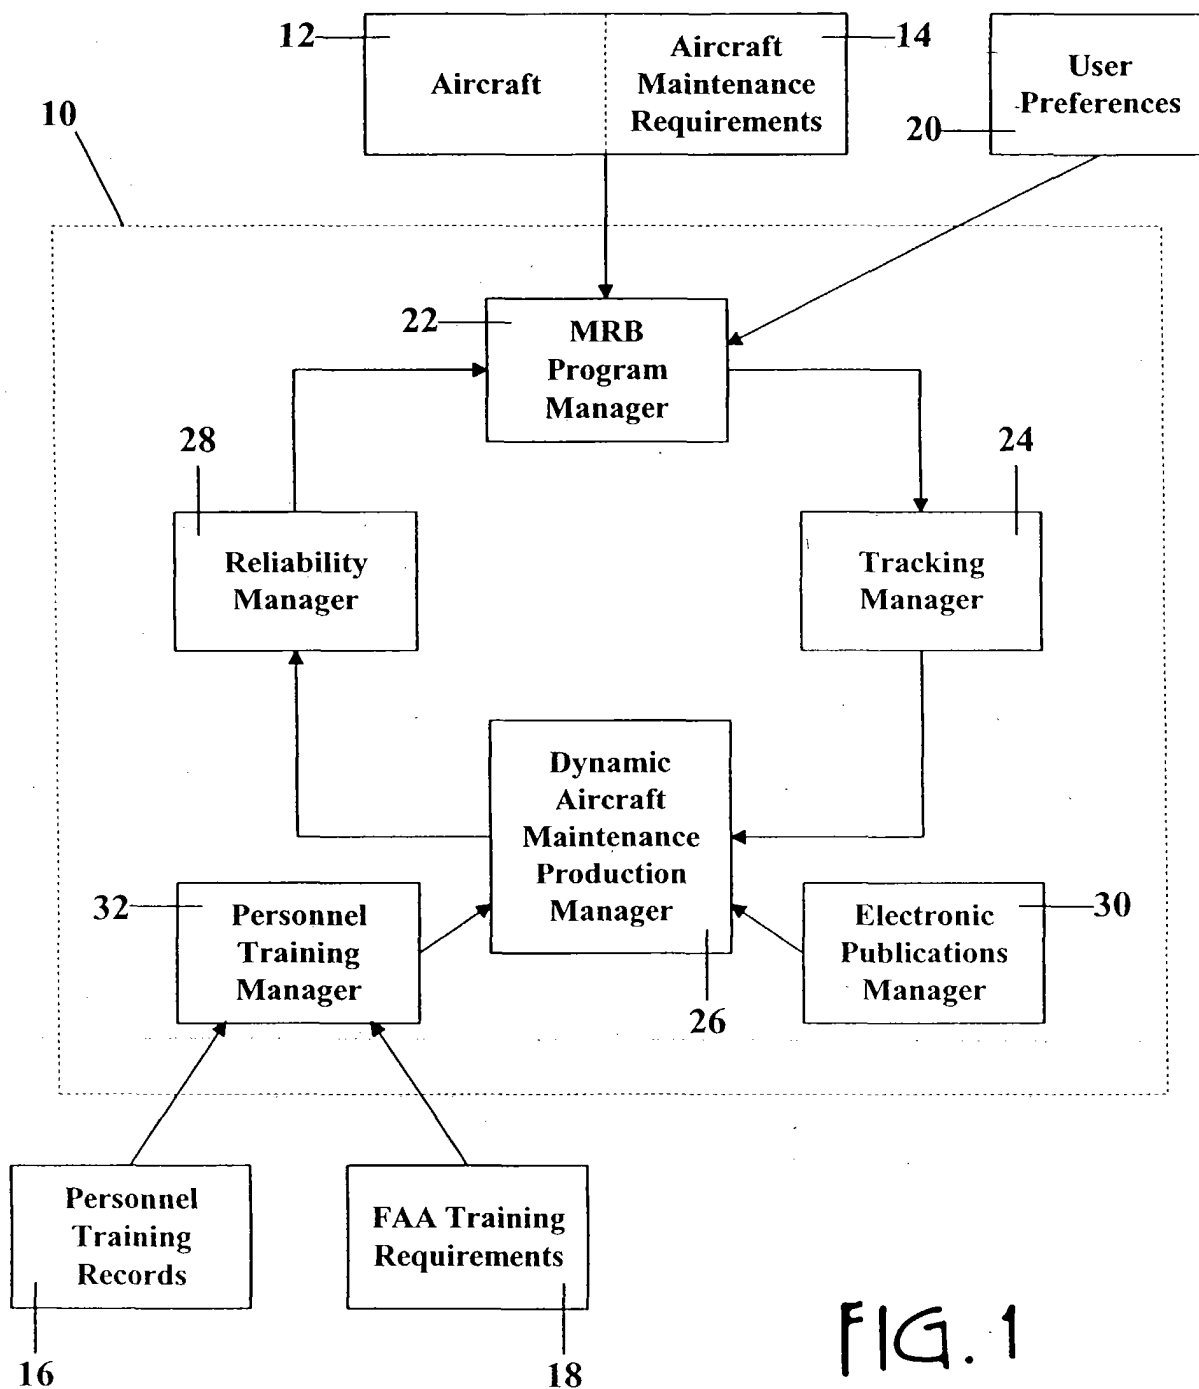 12
Aircraft
Aircraft
Maintenance
Requirements
14
User
Preferences
20
10
22
MRB
Program
Manager
28
Reliability
Manager
24
Tracking
Manager
Dynamic
Aircraft
Maintenance
Production
Manager
26
32
Personnel
Training
Manager
Electronic
Publications
Manager
30
Personnel
Training
Records
16
FAA Training
Requirements
18
FIG. 1